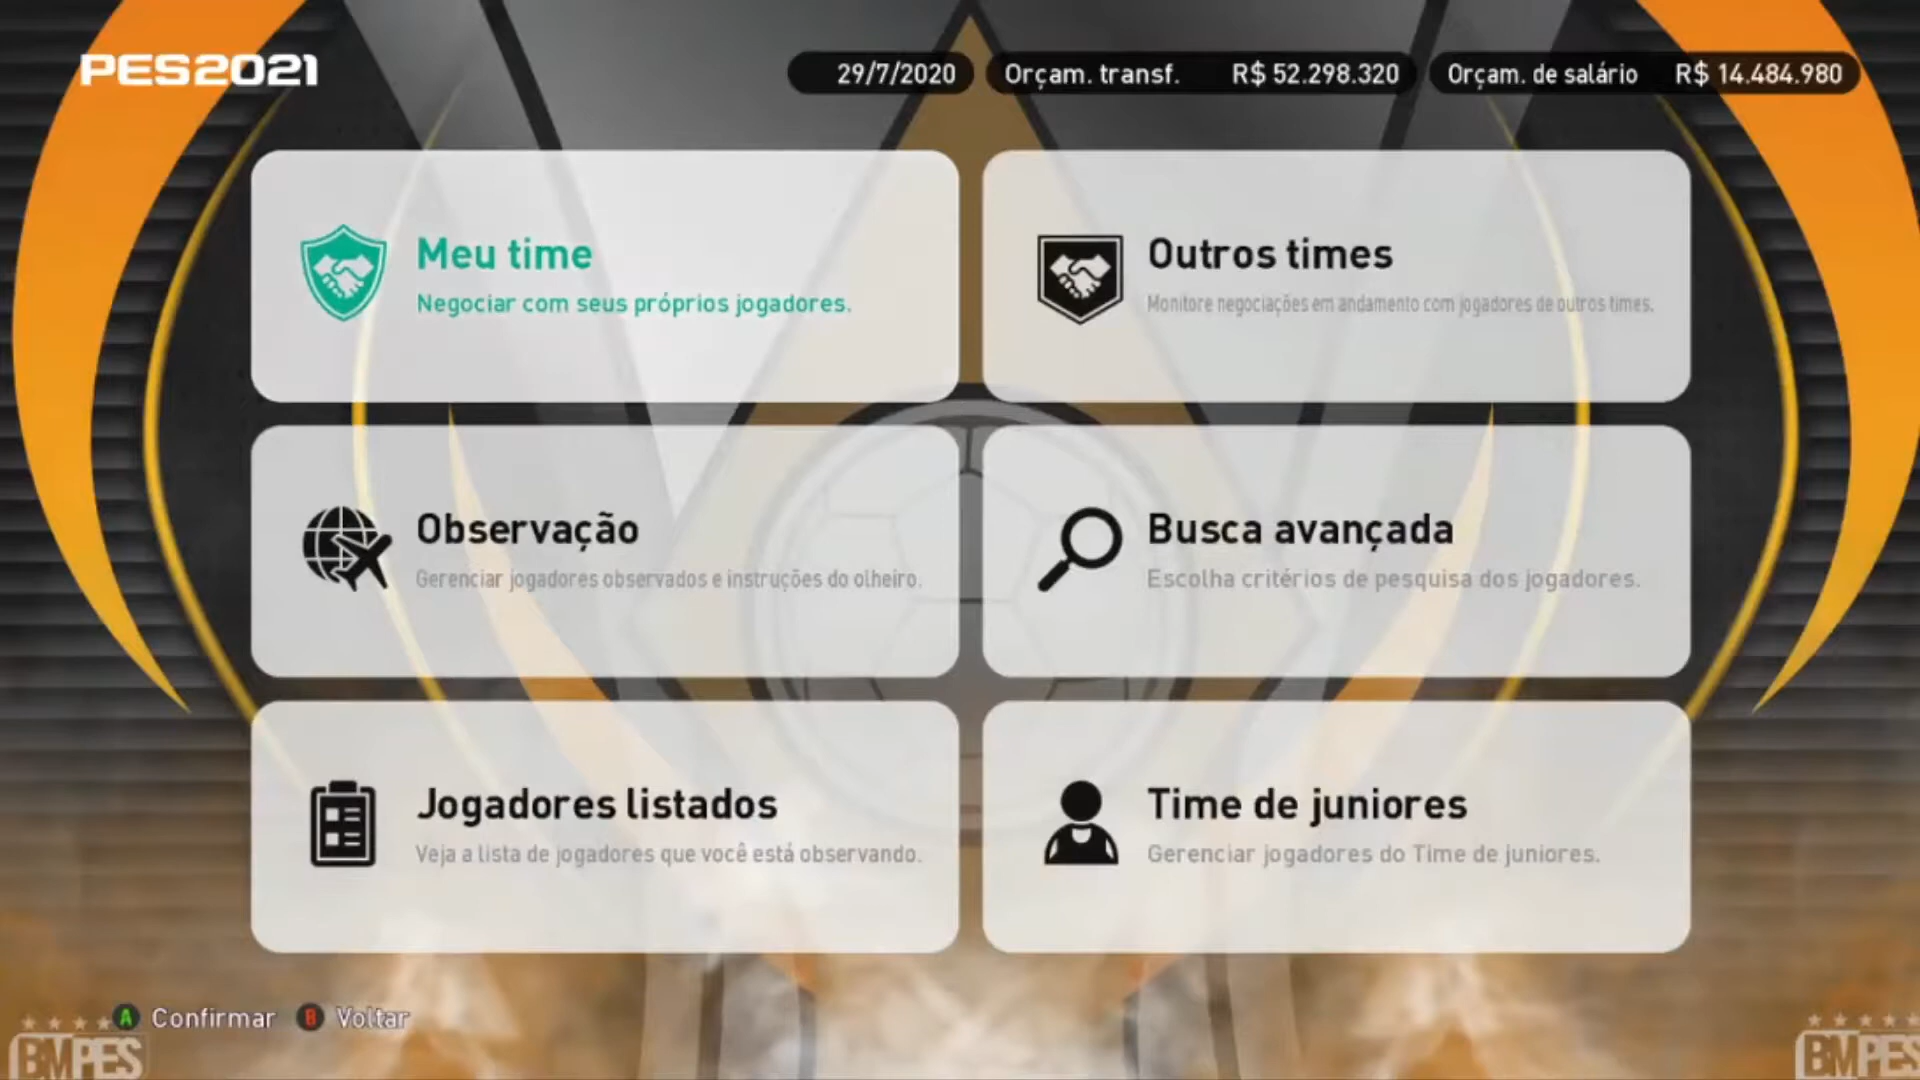 PES2021
29/7/2020
Orçam. transf. R$ 52.298.320
Orçam. de salário R$ 14.484.980
Meu time
Negociar com seus próprios jogadores.
Outros times
Monitore negociações em andamento com jogadores de outros times.
Observação
Gerenciar jogadores observados e instruções do olheiro.
Busca avançada
Escolha critérios de pesquisa dos jogadores.
Jogadores listados
Veja a lista de jogadores que você está observando.
Time de juniores
Gerenciar jogadores do Time de juniores.
A Confirmar B Voltar
BMPES
BMPES